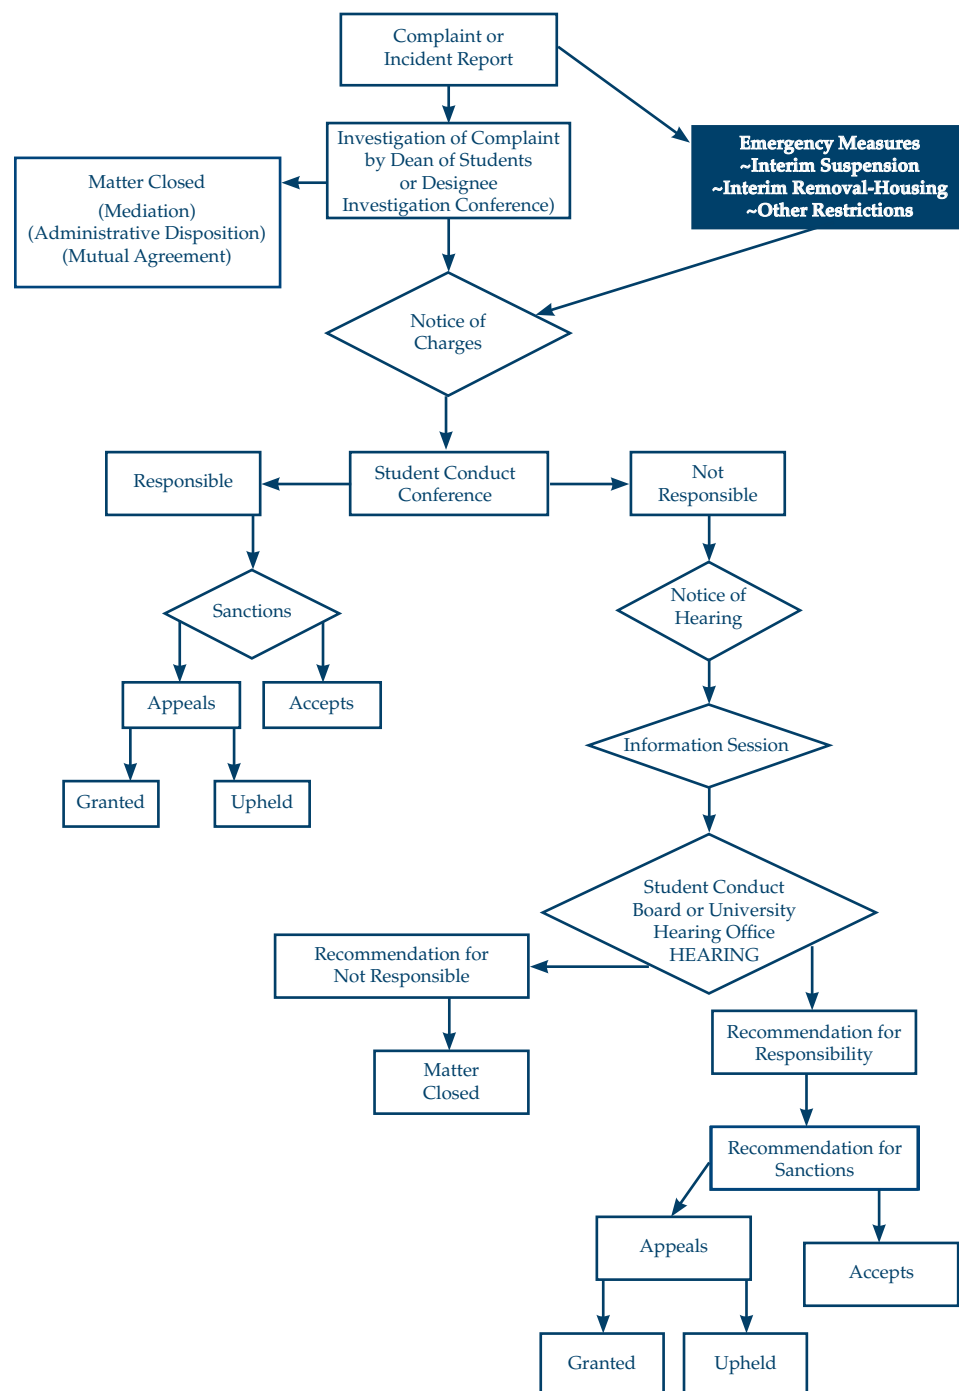 Complaint or
Incident Report
Emergency Measures
~Interim Suspension
~Interim Removal-Housing
~Other Restrictions
Investigation of Complaint
by Dean of Students
or Designee
Investigation Conference)
Matter Closed
(Mediation)
(Administrative Disposition)
(Mutual Agreement)
Notice of
Charges
Responsible
Student Conduct
Conference
Not
Responsible
Sanctions
Notice of
Hearing
Appeals
Accepts
Information Session
Granted
Upheld
Student Conduct
Board or University
Hearing Office
HEARING
Recommendation for
Not Responsible
Recommendation for
Responsibility
Matter
Closed
Recommendation for
Sanctions
Appeals
Accepts
Granted
Upheld